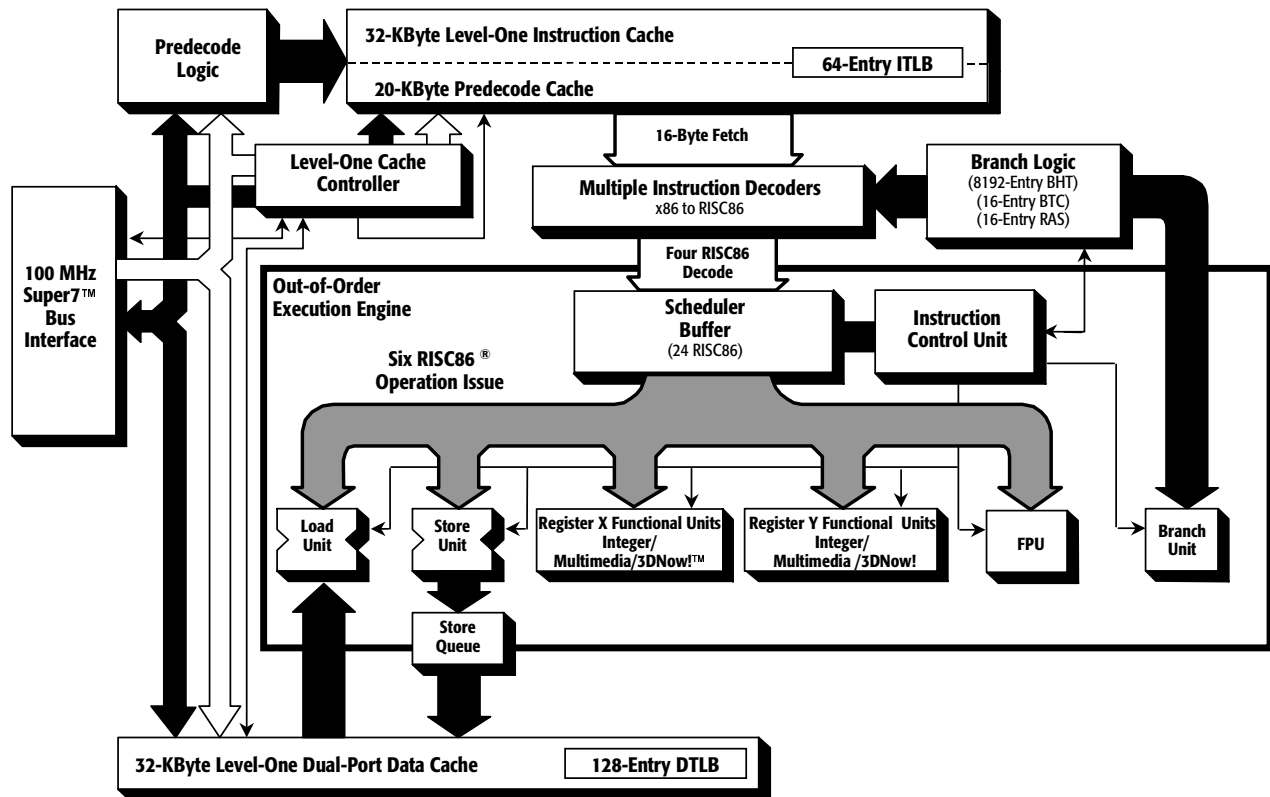 Predecode
Logic
32-KByte Level-One Instruction Cache
64-Entry ITLB
20-KByte Predecode Cache
16-Byte Fetch
Level-One Cache
Controller
Multiple Instruction Decoders
x86 to RISC86
Branch Logic
(8192-Entry BHT)
(16-Entry BTC)
(16-Entry RAS)
Four RISC86
Decode
100 MHz
Super7™
Bus
Interface
Out-of-Order
Execution Engine
Scheduler
Buffer
(24 RISC86)
Instruction
Control Unit
Six RISC86 ®
Operation Issue
Load
Unit
Store
Unit
Register X Functional Units
Integer/
Multimedia/3DNow!™
Register Y Functional Units
Integer/
Multimedia /3DNow!
FPU
Branch
Unit
Store
Queue
32-KByte Level-One Dual-Port Data Cache
128-Entry DTLB